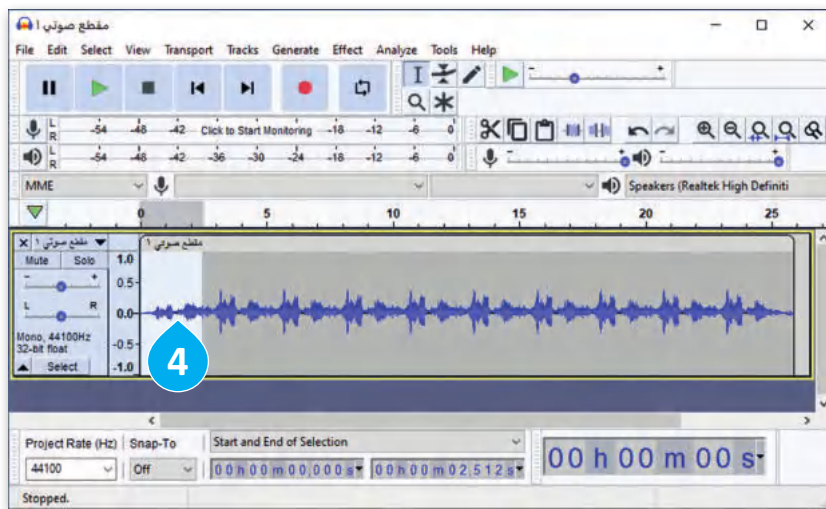 مقطع صوتي ١
File Edit Select View Transport Tracks Generate Effect Analyze Tools Help
L
R
-54 -48 -42 Click to Start Monitoring -18 -12 -6 0
L
R
-54 -48 -42 -36 -30 -24 -18 -12 -6 0
MME
Speakers (Realtek High Definiti
0 5 10 15 20 25
مقطع صوتي ١
مقطع صوتي ١
Mute Solo
- +
L R
Mono, 44100Hz
32-bit float
Select
1.0
0.5-
0.0-
-0.5-
-1.0
4
Project Rate (Hz) Snap-To Start and End of Selection
44100 Off 00h00m00,000s 00h00m02,512s
00 h 00 m 00 s
Stopped.